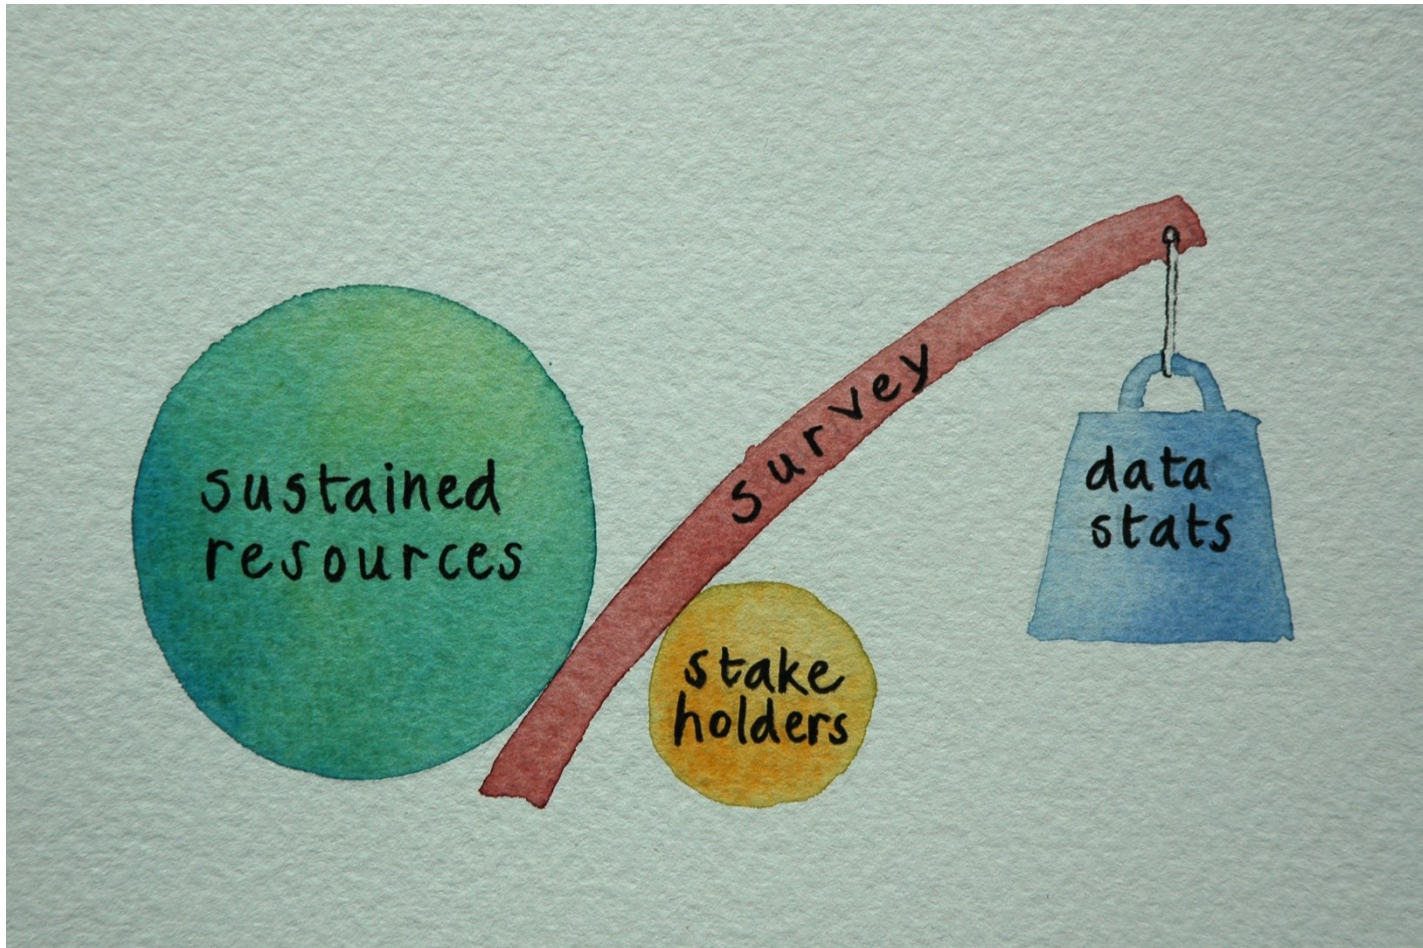 sustained
resources
survey
stake
holders
data
stats